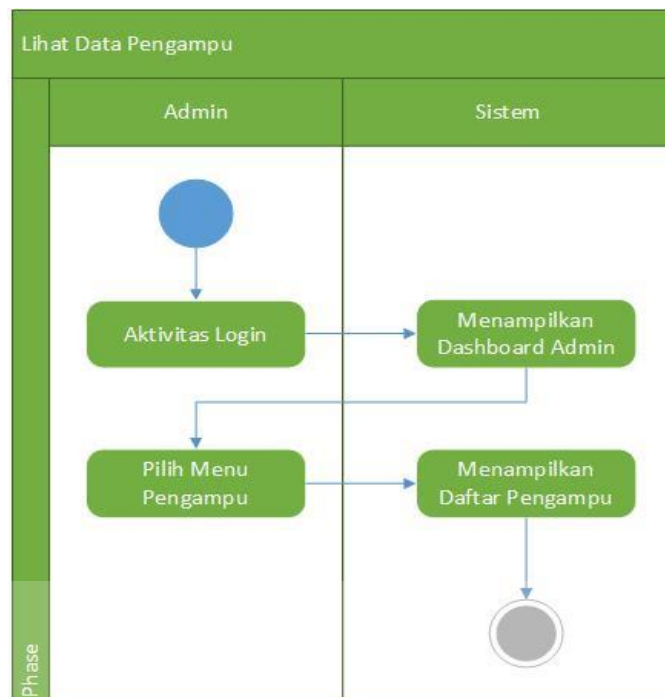 Lihat Data Pengampu
Admin
Sistem
Aktivitas Login
Menampilkan
Dashboard Admin
Pilih Menu
Pengampu
Menampilkan
Daftar Pengampu
Phase